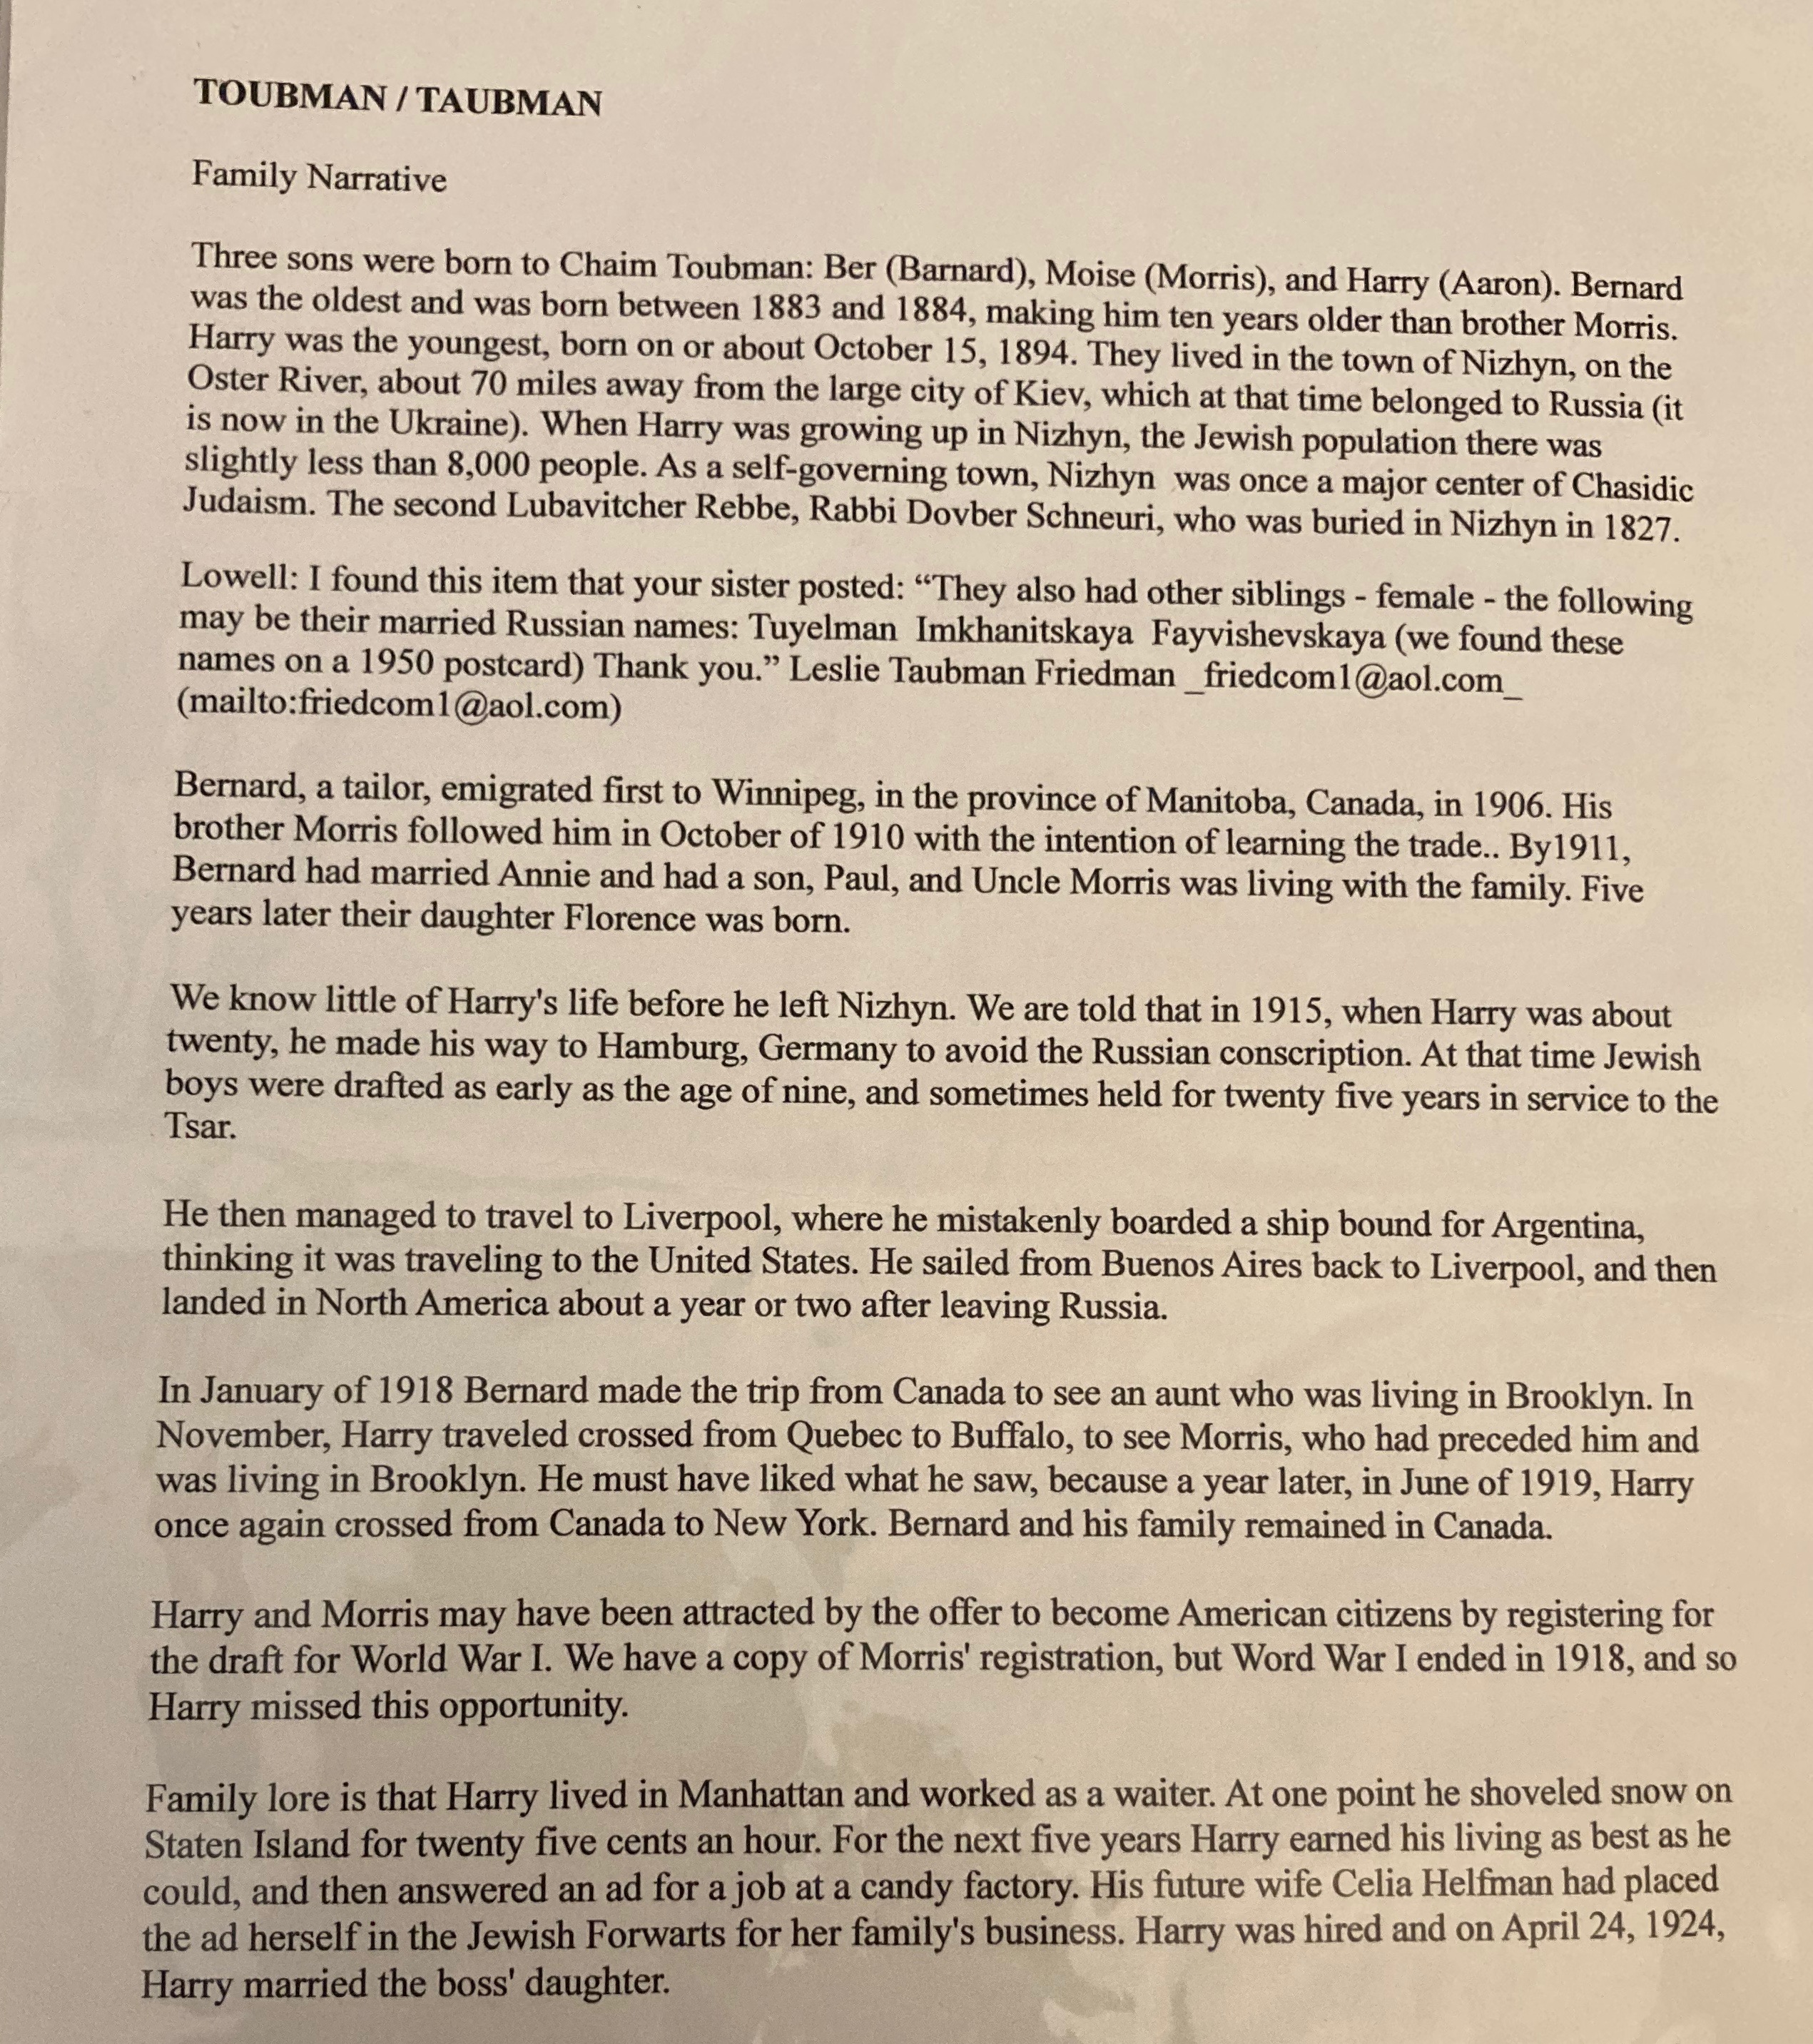 TOUBMAN / TAUBMAN
Family Narrative
Three sons were born to Chaim Toubman: Ber (Barnard), Moise (Morris), and Harry (Aaron). Bernard
was the oldest and was born between 1883 and 1884, making him ten years older than brother Morris.
Harry was the youngest, born on or about October 15, 1894. They lived in the town of Nizhyn, on the
Oster River, about 70 miles away from the large city of Kiev, which at that time belonged to Russia (it
is now in the Ukraine). When Harry was growing up in Nizhyn, the Jewish population there was
slightly less than 8,000 people. As a self-governing town, Nizhyn  was once a major center of Chasidic
Judaism. The second Lubavitcher Rebbe, Rabbi Dovber Schneuri, who was buried in Nizhyn in 1827.
Lowell: I found this item that your sister posted: “They also had other siblings - female - the following
may be their married Russian names: Tuyelman  Imkhanitskaya  Fayvishevskaya (we found these
names on a 1950 postcard) Thank you.” Leslie Taubman Friedman _friedcom1@aol.com_
(mailto:friedcom1@aol.com)
Bernard, a tailor, emigrated first to Winnipeg, in the province of Manitoba, Canada, in 1906. His
brother Morris followed him in October of 1910 with the intention of learning the trade.. By1911,
Bernard had married Annie and had a son, Paul, and Uncle Morris was living with the family. Five
years later their daughter Florence was born.
We know little of Harry's life before he left Nizhyn. We are told that in 1915, when Harry was about
twenty, he made his way to Hamburg, Germany to avoid the Russian conscription. At that time Jewish
boys were drafted as early as the age of nine, and sometimes held for twenty five years in service to the
Tsar.
He then managed to travel to Liverpool, where he mistakenly boarded a ship bound for Argentina,
thinking it was traveling to the United States. He sailed from Buenos Aires back to Liverpool, and then
landed in North America about a year or two after leaving Russia.
In January of 1918 Bernard made the trip from Canada to see an aunt who was living in Brooklyn. In
November, Harry traveled crossed from Quebec to Buffalo, to see Morris, who had preceded him and
was living in Brooklyn. He must have liked what he saw, because a year later, in June of 1919, Harry
once again crossed from Canada to New York. Bernard and his family remained in Canada.
Harry and Morris may have been attracted by the offer to become American citizens by registering for
the draft for World War I. We have a copy of Morris' registration, but Word War I ended in 1918, and so
Harry missed this opportunity.
Family lore is that Harry lived in Manhattan and worked as a waiter. At one point he shoveled snow on
Staten Island for twenty five cents an hour. For the next five years Harry earned his living as best as he
could, and then answered an ad for a job at a candy factory. His future wife Celia Helfman had placed
the ad herself in the Jewish Forwarts for her family's business. Harry was hired and on April 24, 1924,
Harry married the boss' daughter.